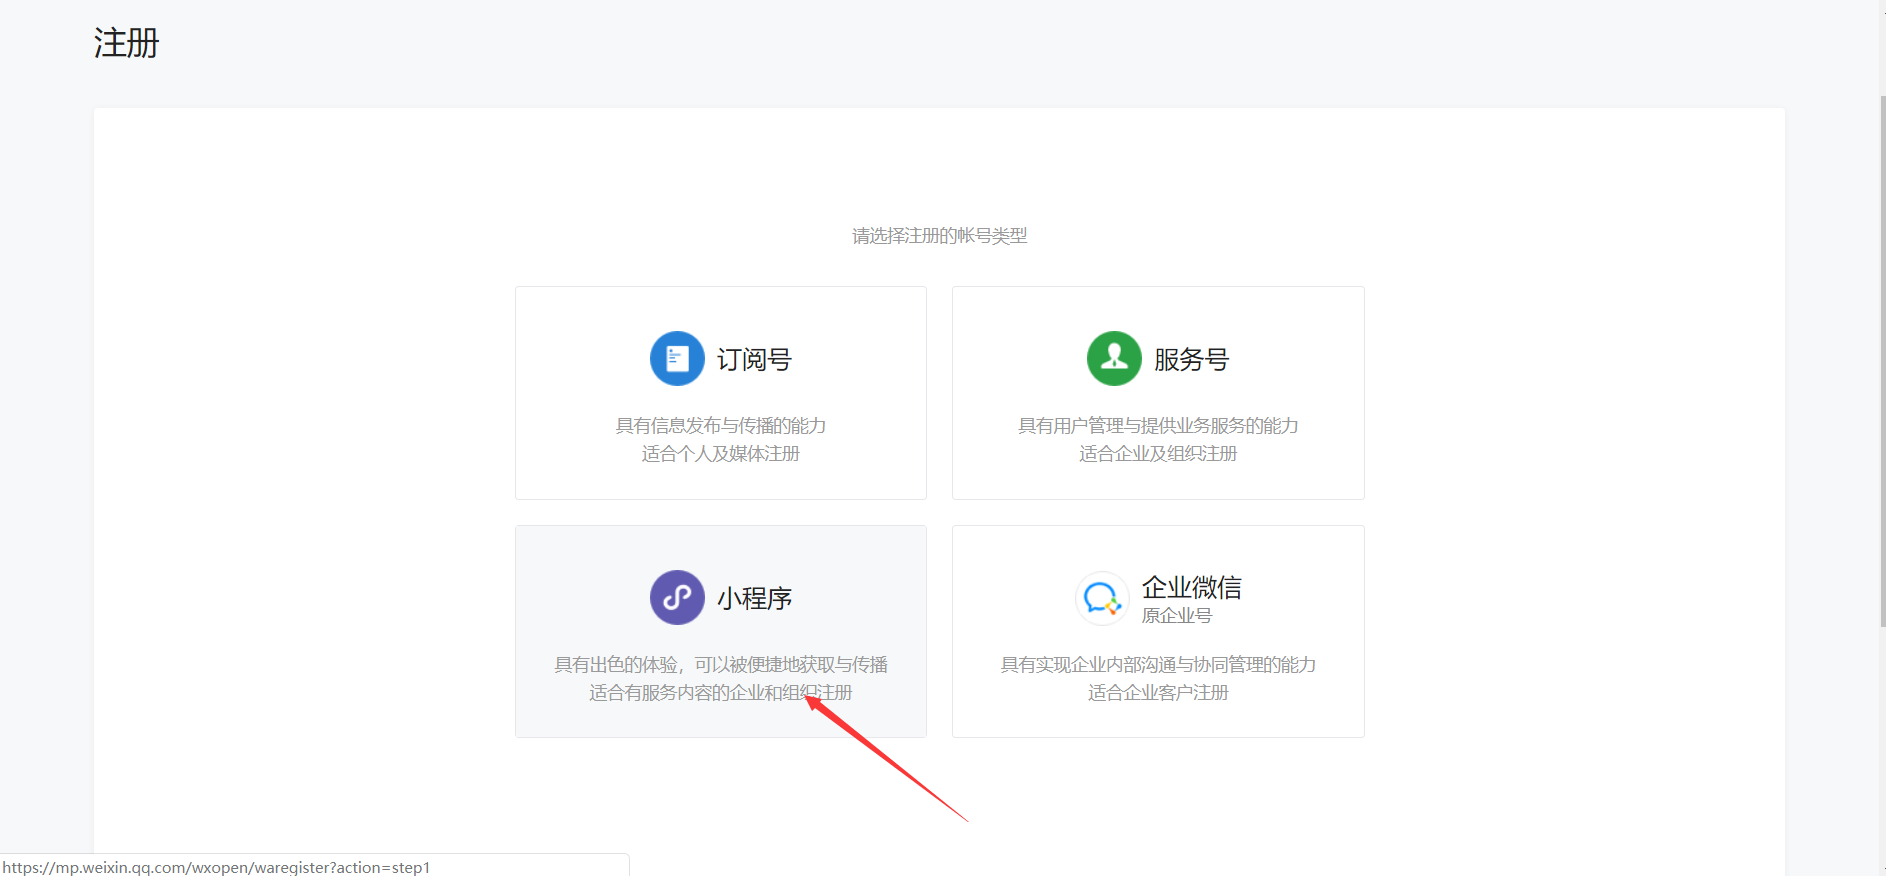 注册
请选择注册的帐号类型
订阅号
具有信息发布与传播的能力
适合个人及媒体注册
服务号
具有用户管理与提供业务服务的能力
适合企业及组织注册
小程序
具有出色的体验，可以被便捷地获取与传播
适合有服务内容的企业和组织注册
企业微信
原企业号
具有实现企业内部沟通与协同管理的能力
适合企业客户注册
https://mp.weixin.qq.com/wxopen/waregister?action=step1